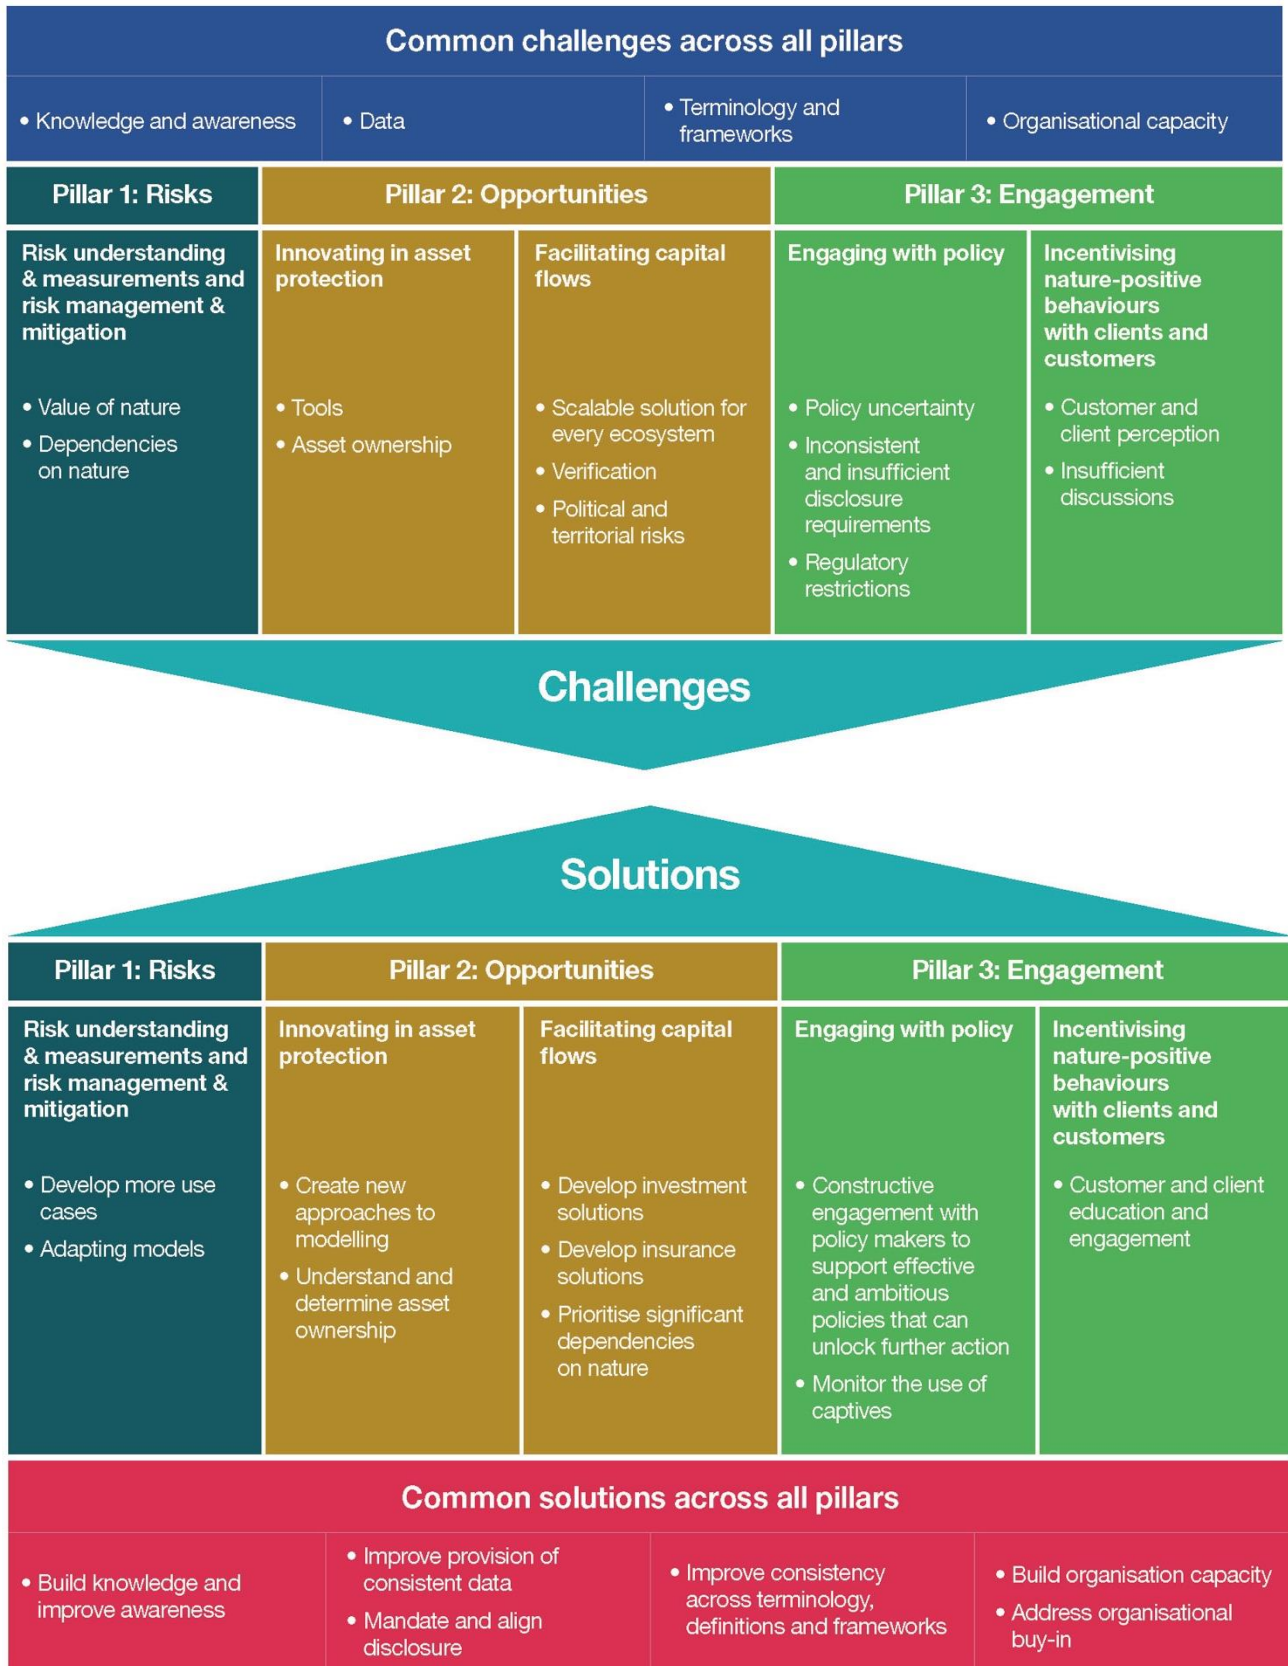 Common challenges across all pillars
• Knowledge and awareness
• Data
• Terminology and
frameworks
• Organisational capacity
Pillar 1: Risks
Pillar 2: Opportunities
Pillar 3: Engagement
Risk understanding
& measurements and
risk management &
mitigation
• Value of nature
• Dependencies
on nature
Innovating in asset
protection
• Tools
• Asset ownership
Facilitating capital
flows
• Scalable solution for
every ecosystem
• Verification
• Political and
territorial risks
Engaging with policy
• Policy uncertainty
• Inconsistent
and insufficient
disclosure
requirements
• Regulatory
restrictions
Incentivising
nature-positive
behaviours
with clients and
customers
• Customer and
client perception
• Insufficient
discussions
Challenges
Solutions
Pillar 1: Risks
Pillar 2: Opportunities
Pillar 3: Engagement
Risk understanding
& measurements and
risk management &
mitigation
• Develop more use
cases
• Adapting models
Innovating in asset
protection
• Create new
approaches to
modelling
• Understand and
determine asset
ownership
Facilitating capital
flows
• Develop investment
solutions
• Develop insurance
solutions
• Prioritise significant
dependencies
on nature
Engaging with policy
• Constructive
engagement with
policy makers to
support effective
and ambitious
policies that can
unlock further action
• Monitor the use of
captives
Incentivising
nature-positive
behaviours
with clients and
customers
• Customer and client
education and
engagement
Common solutions across all pillars
• Build knowledge and
improve awareness
• Improve provision of
consistent data
• Mandate and align
disclosure
• Improve consistency
across terminology,
definitions and frameworks
• Build organisation capacity
• Address organisational
buy-in